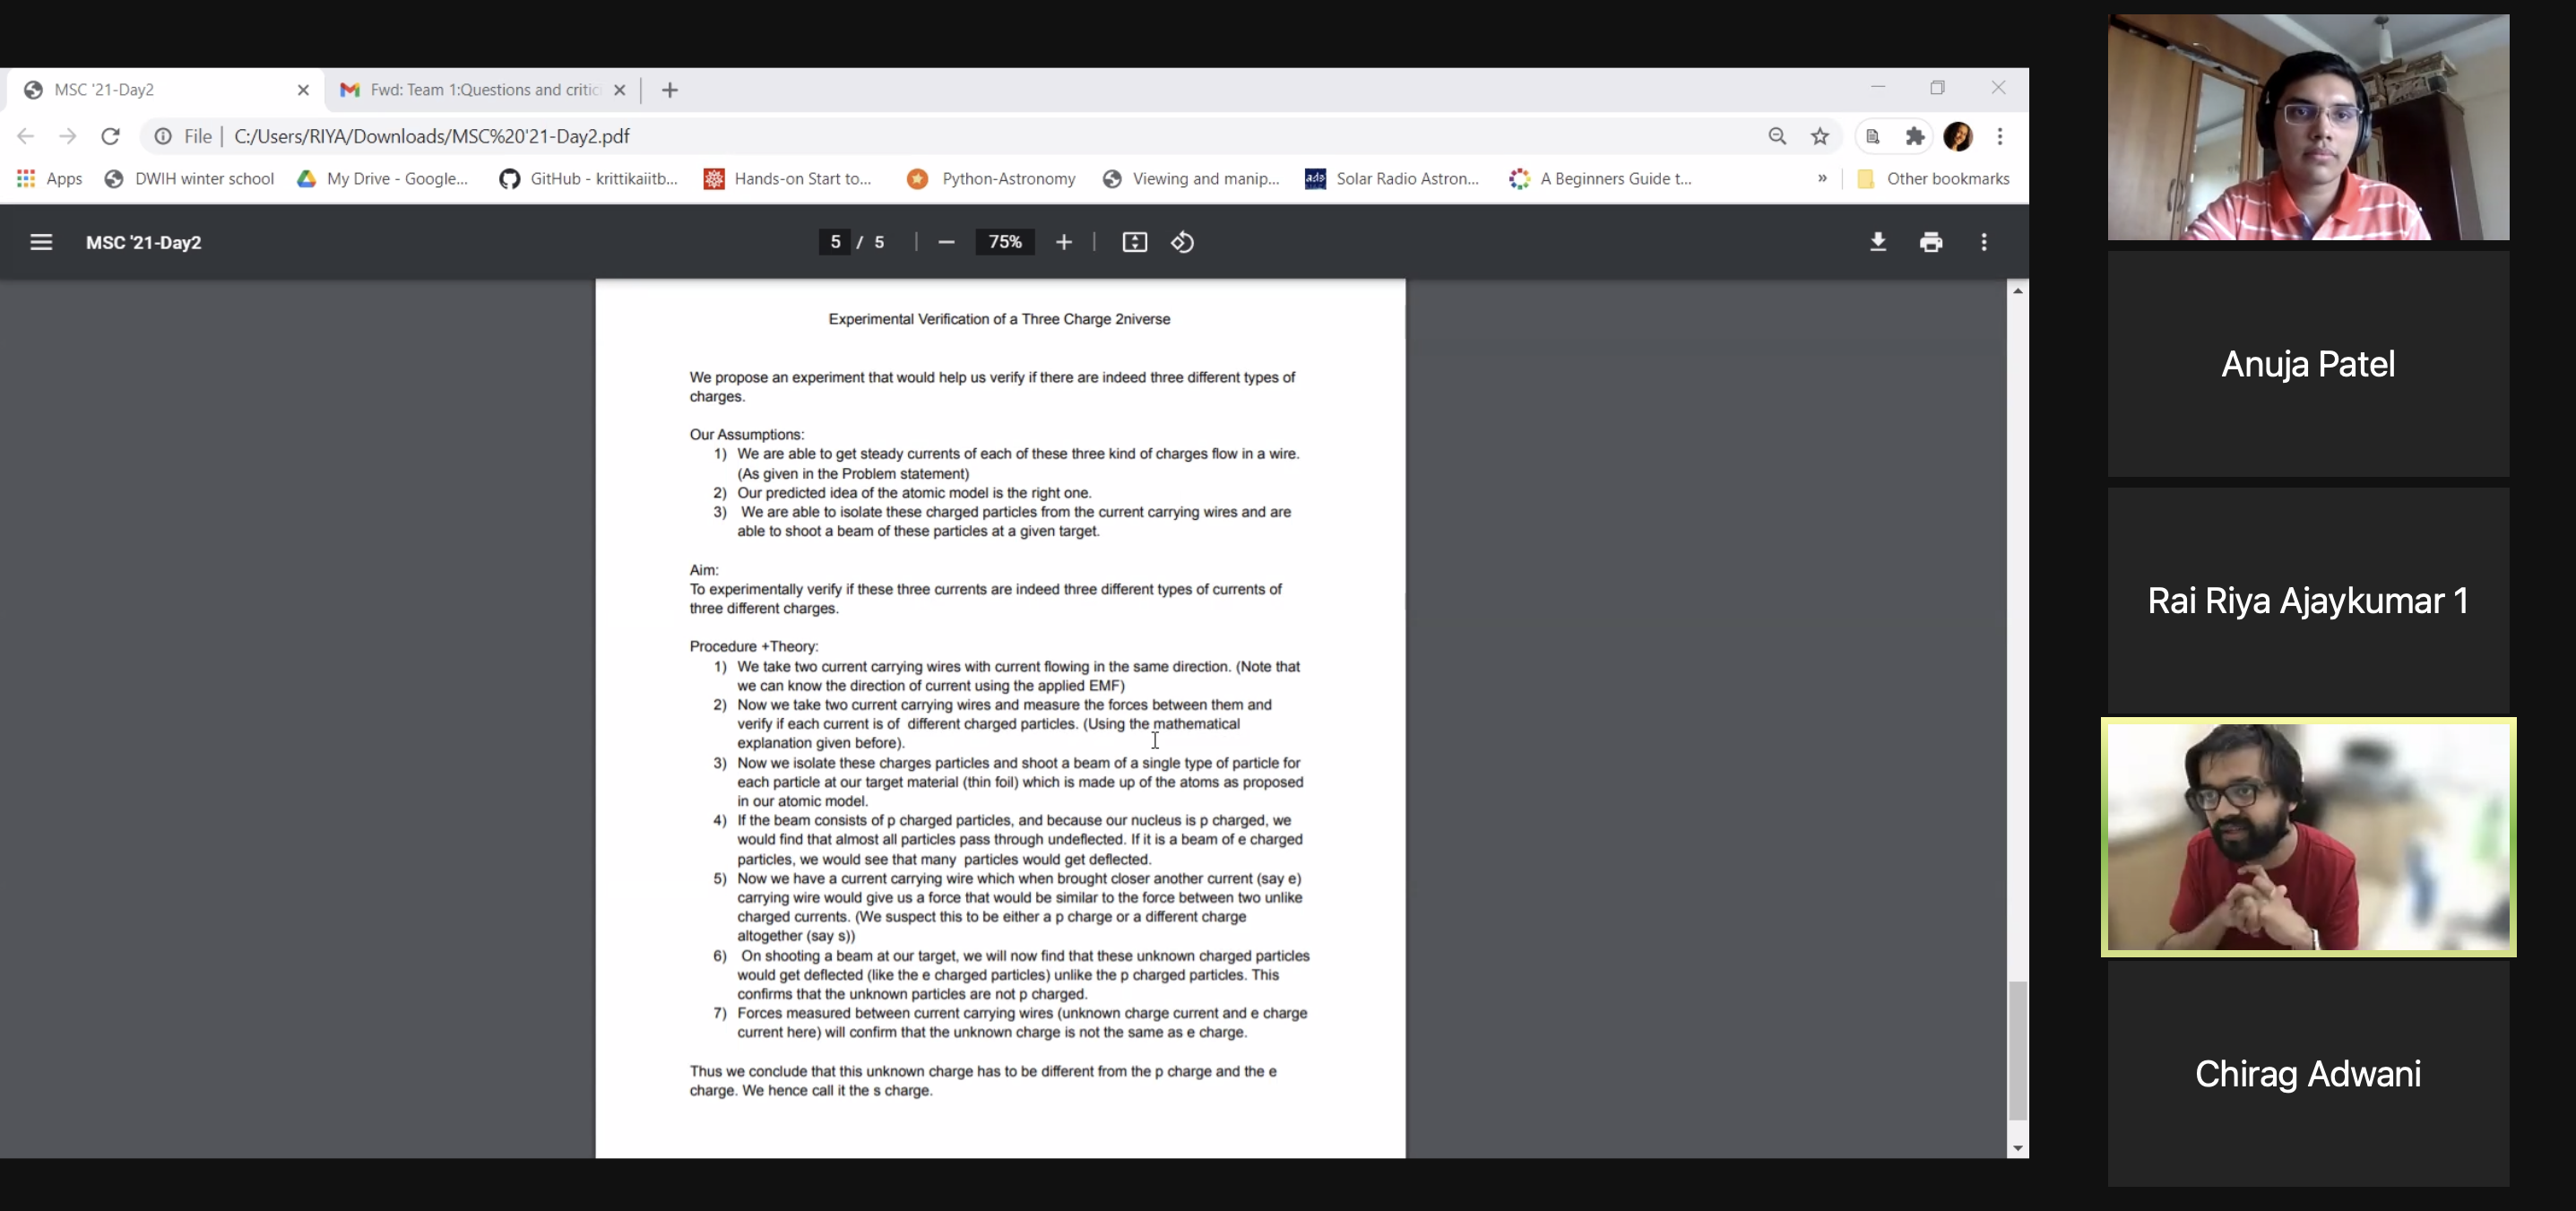 MSC '21-Day2
Fwd: Team 1:Questions and critic
File | C:/Users/RIYA/Downloads/MSC%20'21-Day2.pdf
Apps
DWIH winter school
My Drive - Google...
GitHub - krittikaiitb...
Hands-on Start to...
Python-Astronomy
Viewing and manip...
ads
Solar Radio Astron...
A Beginners Guide t...
»
Other bookmarks
MSC '21-Day2
5 / 5
75%
Experimental Verification of a Three Charge 2niverse
We propose an experiment that would help us verify if there are indeed three different types of
charges.
Our Assumptions:
1) We are able to get steady currents of each of these three kind of charges flow in a wire.
(As given in the Problem statement)
2) Our predicted idea of the atomic model is the right one.
3) We are able to isolate these charged particles from the current carrying wires and are
able to shoot a beam of these particles at a given target.
Aim:
To experimentally verify if these three currents are indeed three different types of currents of
three different charges.
Procedure +Theory:
1) We take two current carrying wires with current flowing in the same direction. (Note that
we can know the direction of current using the applied EMF)
2) Now we take two current carrying wires and measure the forces between them and
verify if each current is of different charged particles. (Using the mathematical
explanation given before).
3) Now we isolate these charges particles and shoot a beam of a single type of particle for
each particle at our target material (thin foil) which is made up of the atoms as proposed
in our atomic model.
4) If the beam consists of p charged particles, and because our nucleus is p charged, we
would find that almost all particles pass through undeflected. If it is a beam of e charged
particles, we would see that many particles would get deflected.
5) Now we have a current carrying wire which when brought closer another current (say e)
carrying wire would give us a force that would be similar to the force between two unlike
charged currents. (We suspect this to be either a p charge or a different charge
altogether (say s))
6) On shooting a beam at our target, we will now find that these unknown charged particles
would get deflected (like the e charged particles) unlike the p charged particles. This
confirms that the unknown particles are not p charged.
7) Forces measured between current carrying wires (unknown charge current and e charge
current here) will confirm that the unknown charge is not the same as e charge.
Thus we conclude that this unknown charge has to be different from the p charge and the e
charge. We hence call it the s charge.
Anuja Patel
Rai Riya Ajaykumar 1
Chirag Adwani